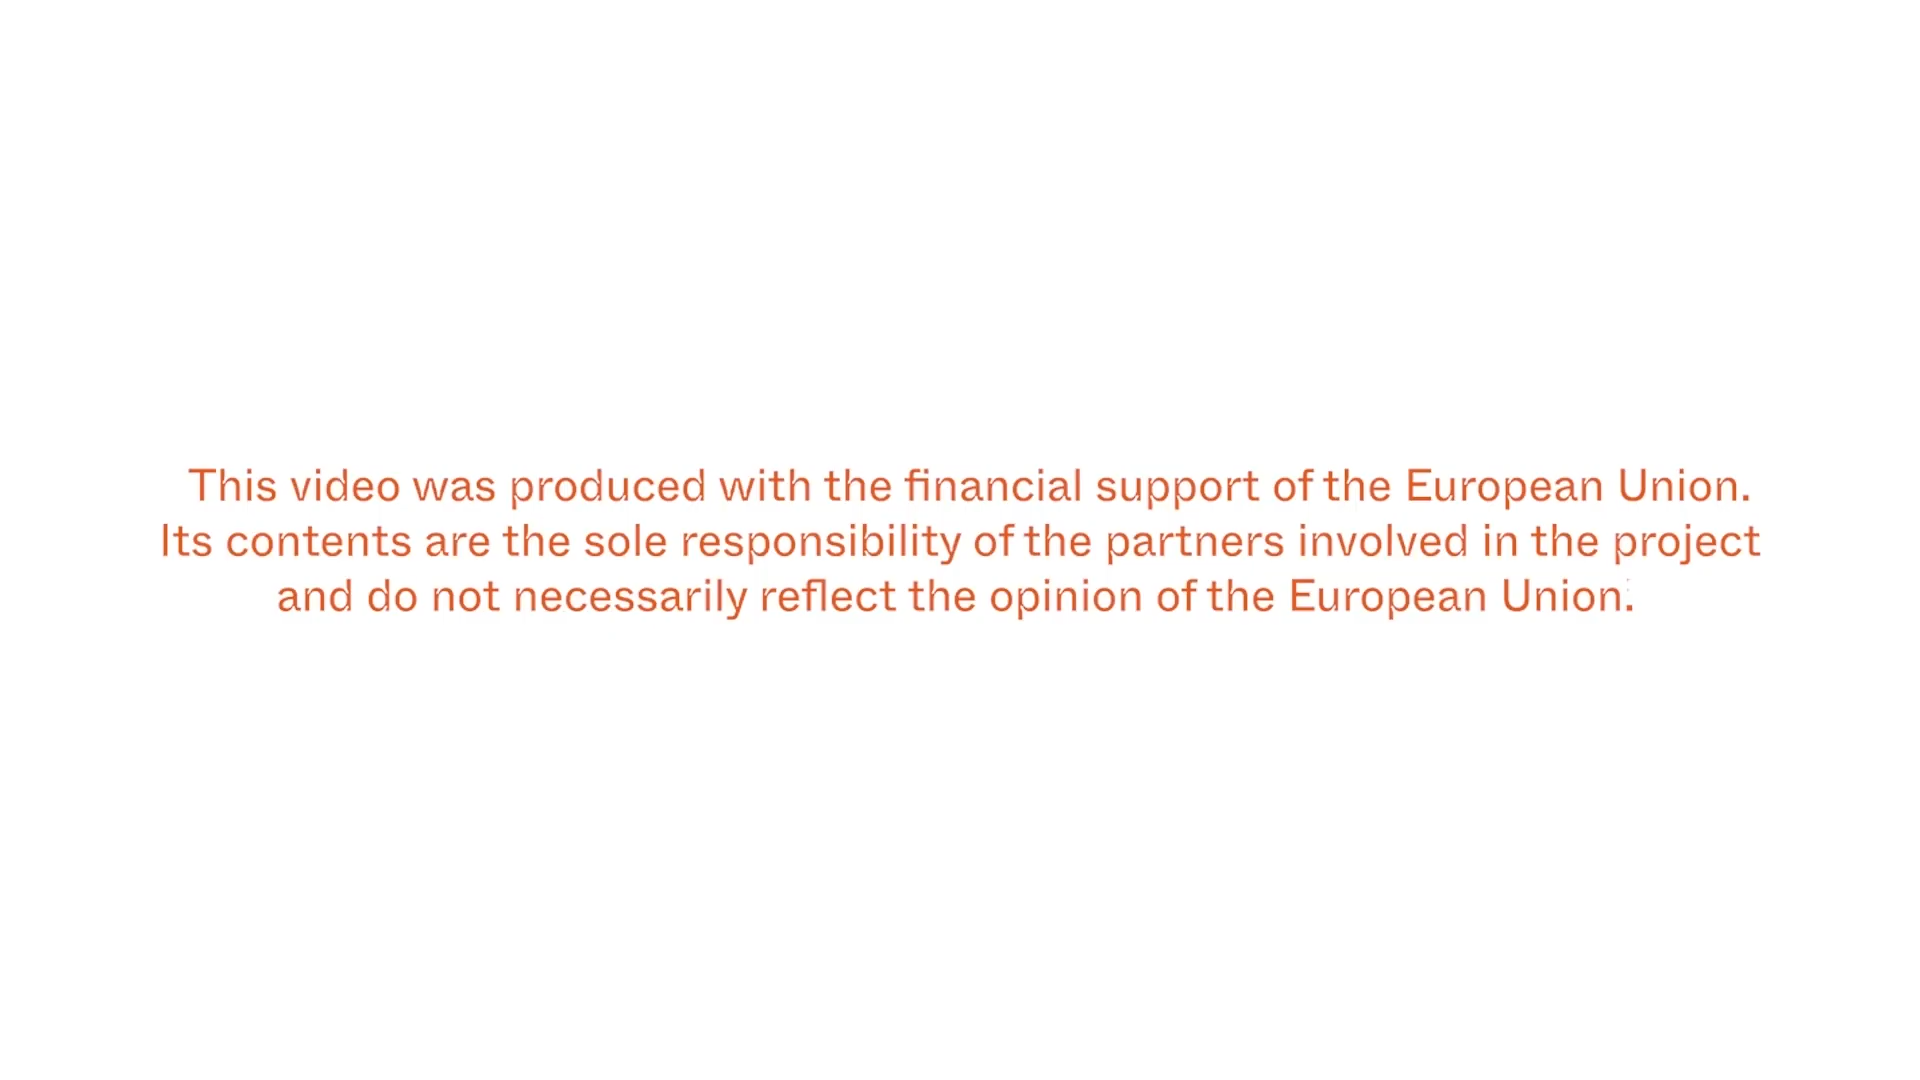 This video was produced with the financial support of the European Union.
Its contents are the sole responsibility of the partners involved in the project
and do not necessarily reflect the opinion of the European Union.